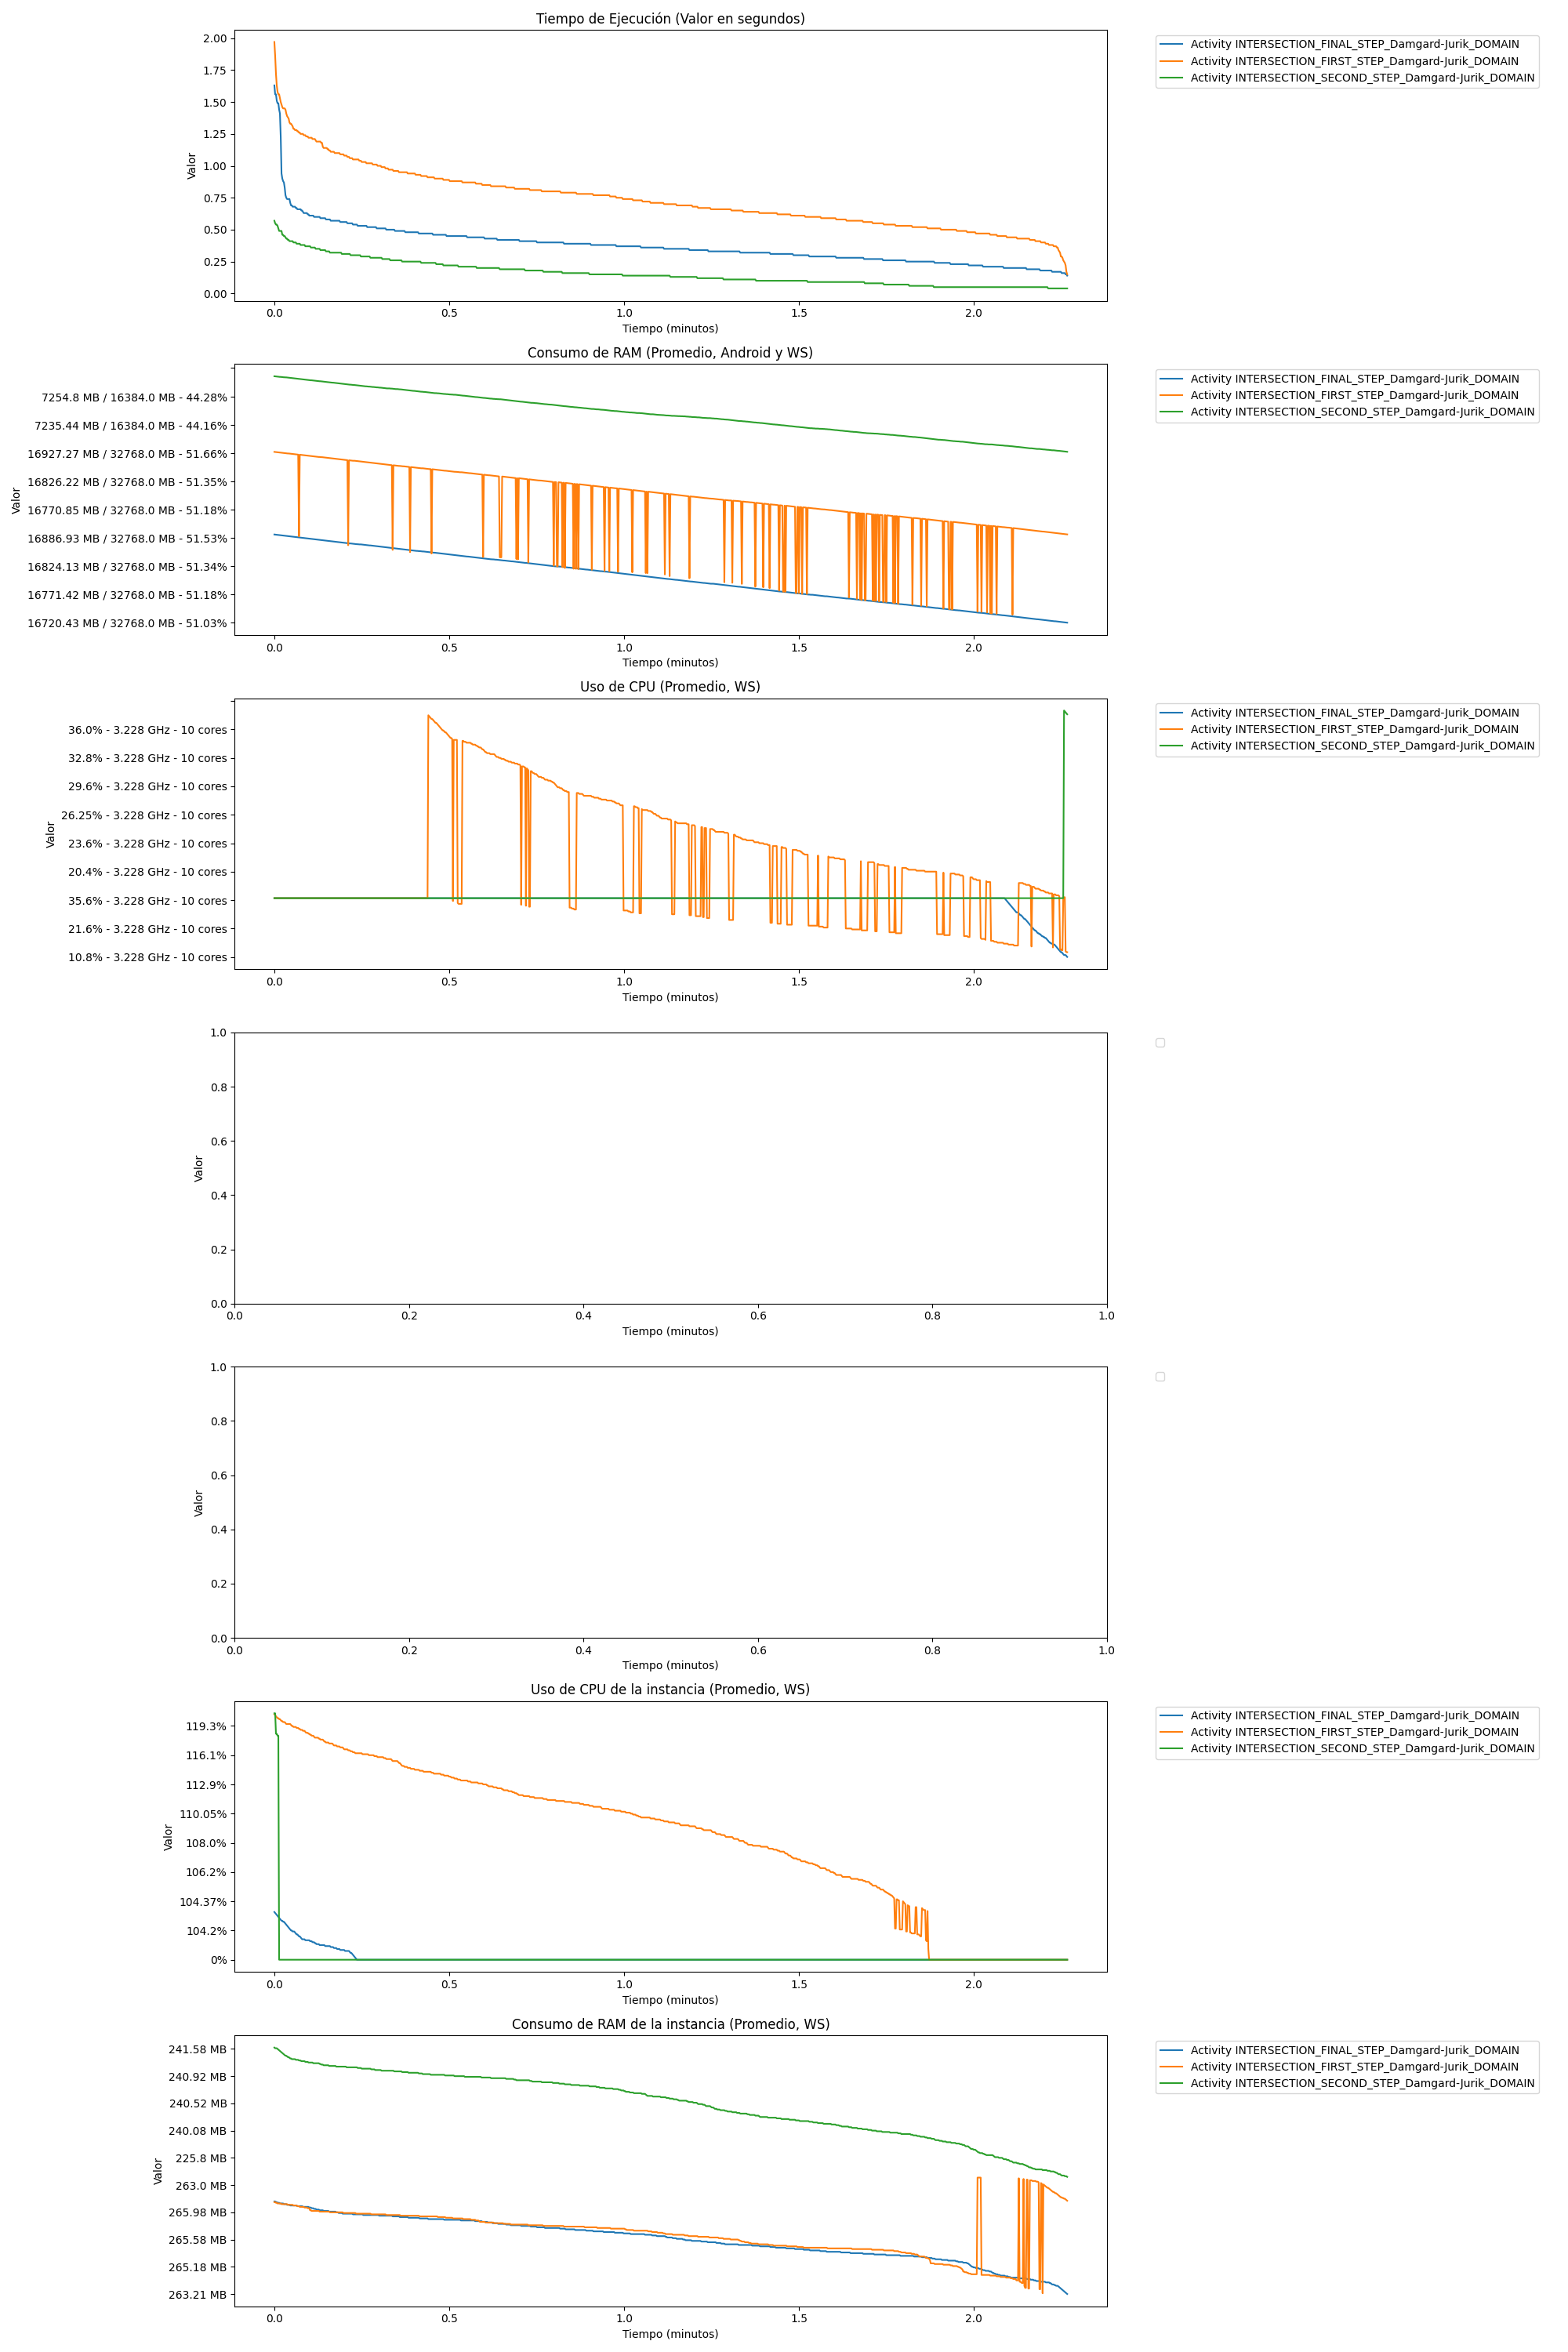 Tiempo de Ejecución (Valor en segundos)
2.00
1.75
1.50
1.25
1.00
0.75
0.50
0.25
0.00
Valor
0.0 0.5 1.0 1.5 2.0
Tiempo (minutos)
Activity INTERSECTION_FINAL_STEP_Damgard-Jurik_DOMAIN
Activity INTERSECTION_FIRST_STEP_Damgard-Jurik_DOMAIN
Activity INTERSECTION_SECOND_STEP_Damgard-Jurik_DOMAIN
Consumo de RAM (Promedio, Android y WS)
7254.8 MB / 16384.0 MB - 44.28%
7235.44 MB / 16384.0 MB - 44.16%
16927.27 MB / 32768.0 MB - 51.66%
16826.22 MB / 32768.0 MB - 51.35%
16770.85 MB / 32768.0 MB - 51.18%
16886.93 MB / 32768.0 MB - 51.53%
16824.13 MB / 32768.0 MB - 51.34%
16771.42 MB / 32768.0 MB - 51.18%
16720.43 MB / 32768.0 MB - 51.03%
Valor
0.0 0.5 1.0 1.5 2.0
Tiempo (minutos)
Activity INTERSECTION_FINAL_STEP_Damgard-Jurik_DOMAIN
Activity INTERSECTION_FIRST_STEP_Damgard-Jurik_DOMAIN
Activity INTERSECTION_SECOND_STEP_Damgard-Jurik_DOMAIN
Uso de CPU (Promedio, WS)
36.0% - 3.228 GHz - 10 cores
32.8% - 3.228 GHz - 10 cores
29.6% - 3.228 GHz - 10 cores
26.25% - 3.228 GHz - 10 cores
23.6% - 3.228 GHz - 10 cores
20.4% - 3.228 GHz - 10 cores
35.6% - 3.228 GHz - 10 cores
21.6% - 3.228 GHz - 10 cores
10.8% - 3.228 GHz - 10 cores
Valor
0.0 0.5 1.0 1.5 2.0
Tiempo (minutos)
Activity INTERSECTION_FINAL_STEP_Damgard-Jurik_DOMAIN
Activity INTERSECTION_FIRST_STEP_Damgard-Jurik_DOMAIN
Activity INTERSECTION_SECOND_STEP_Damgard-Jurik_DOMAIN
1.0
0.8
0.6
0.4
0.2
0.0
Valor
0.0 0.2 0.4 0.6 0.8 1.0
Tiempo (minutos)
1.0
0.8
0.6
0.4
0.2
0.0
Valor
0.0 0.2 0.4 0.6 0.8 1.0
Tiempo (minutos)
Uso de CPU de la instancia (Promedio, WS)
119.3%
116.1%
112.9%
110.05%
108.0%
106.2%
104.37%
104.2%
0%
Valor
0.0 0.5 1.0 1.5 2.0
Tiempo (minutos)
Activity INTERSECTION_FINAL_STEP_Damgard-Jurik_DOMAIN
Activity INTERSECTION_FIRST_STEP_Damgard-Jurik_DOMAIN
Activity INTERSECTION_SECOND_STEP_Damgard-Jurik_DOMAIN
Consumo de RAM de la instancia (Promedio, WS)
241.58 MB
240.92 MB
240.52 MB
240.08 MB
225.8 MB
263.0 MB
265.98 MB
265.58 MB
265.18 MB
263.21 MB
Valor
0.0 0.5 1.0 1.5 2.0
Tiempo (minutos)
Activity INTERSECTION_FINAL_STEP_Damgard-Jurik_DOMAIN
Activity INTERSECTION_FIRST_STEP_Damgard-Jurik_DOMAIN
Activity INTERSECTION_SECOND_STEP_Damgard-Jurik_DOMAIN